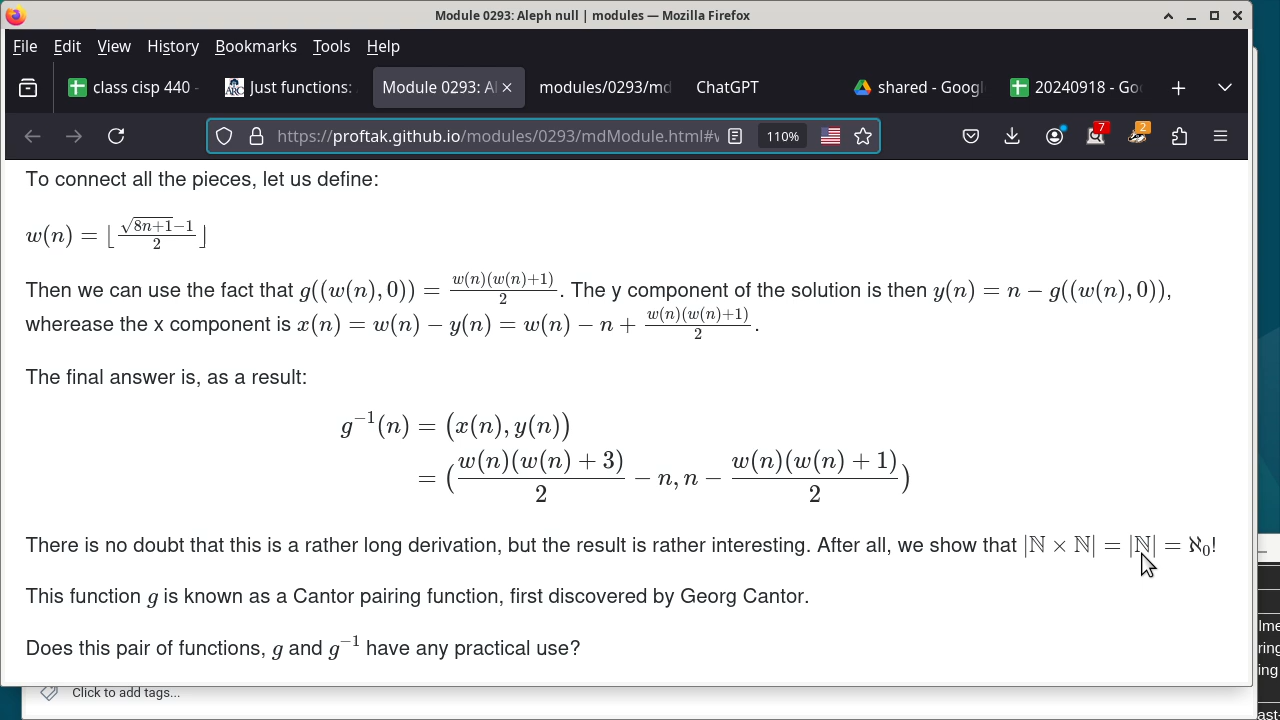 Module 0293: Aleph null | modules — Mozilla Firefox
File Edit View History Bookmarks Tools Help
class cisp 440 - Just functions: Module 0293: Al modules/0293/md ChatGPT shared - Googl 20240918 - Goo
https://proftak.github.io/modules/0293/mdModule.html# 110% 7 2
To connect all the pieces, let us define:
w(n) = ⌊(√(8n+1)−1)/2⌋
Then we can use the fact that g((w(n), 0)) = w(n)(w(n)+1)/2. The y component of the solution is then y(n) = n − g((w(n), 0)),
wherease the x component is x(n) = w(n) − y(n) = w(n) − n + w(n)(w(n)+1)/2.
The final answer is, as a result:
g⁻¹(n) = (x(n), y(n))
= (w(n)(w(n) + 3)/2 − n, n − w(n)(w(n) + 1)/2)
There is no doubt that this is a rather long derivation, but the result is rather interesting. After all, we show that |ℕ × ℕ| = |ℕ| = ℵ₀!
This function g is known as a Cantor pairing function, first discovered by Georg Cantor.
Does this pair of functions, g and g⁻¹ have any practical use?
Click to add tags...